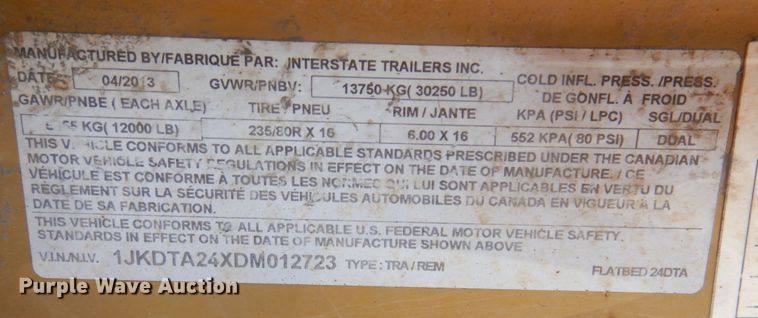 MANUFACTURED BY/FABRIQUE PAR: INTERSTATE TRAILERS INC.
DATE: 04/2013 GVWR/PNBV: 13750 KG( 30250 LB) COLD INFL. PRESS. /PRESS.
DE GONFL. À FROID
GAWR/PNBE ( EACH AXLE) TIRE / PNEU RIM / JANTE KPA (PSI / LPC) SGL/DUAL
KG( 12000 LB) 235/80R X 16 6.00 X 16 552 KPA( 80 PSI) DUAL
THIS VEHICLE CONFORMS TO ALL APPLICABLE STANDARDS PRESCRIBED UNDER THE CANADIAN
MOTOR VEHICLE SAFETY REGULATIONS IN EFFECT ON THE DATE OF MANUFACTURE. / CE
VÉHICULE EST CONFORME À TOUTES LES NORMES QUI LUI SONT APPLICABLES EN VERTU DU
RÈGLEMENT SUR LA SÉCURITÉ DES VÉHICULES AUTOMOBILES DU CANADA EN VIGUEUR À LA
DATE DE SA FABRICATION.
THIS VEHICLE CONFORMS TO ALL APPLICABLE U.S. FEDERAL MOTOR VEHICLE SAFETY.
STANDARDS IN EFFECT ON THE DATE OF MANUFACTURE SHOWN ABOVE
V.I.N./N.I.V. 1JKDTA24XDM012723 TYPE: TRA/REM FLATBED 24DTA
Purple Wave Auction